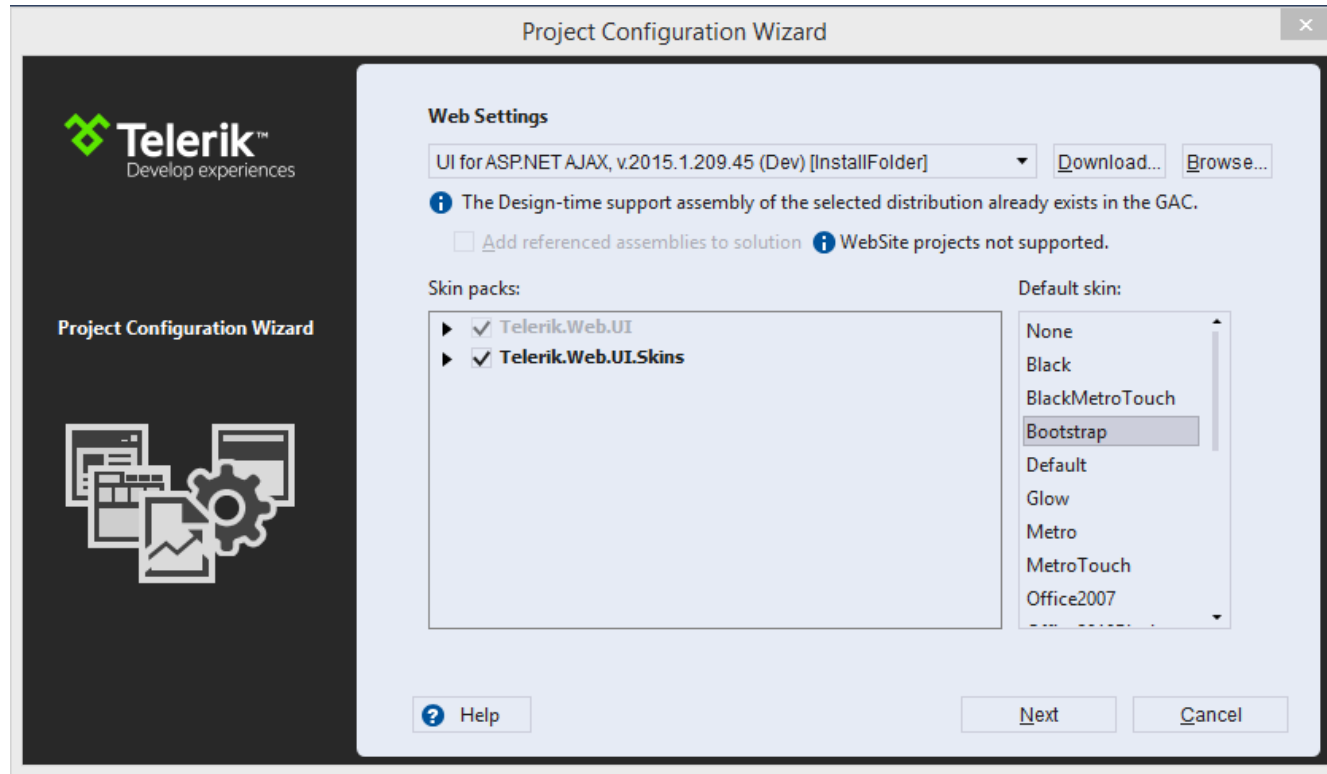 Project Configuration Wizard
Telerik™
Develop experiences
Project Configuration Wizard
Web Settings
UI for ASP.NET AJAX, v.2015.1.209.45 (Dev) [InstallFolder]
Download...
Browse...
The Design-time support assembly of the selected distribution already exists in the GAC.
Add referenced assemblies to solution
WebSite projects not supported.
Skin packs:
Telerik.Web.UI
Telerik.Web.UI.Skins
Default skin:
None
Black
BlackMetroTouch
Bootstrap
Default
Glow
Metro
MetroTouch
Office2007
Help
Next
Cancel